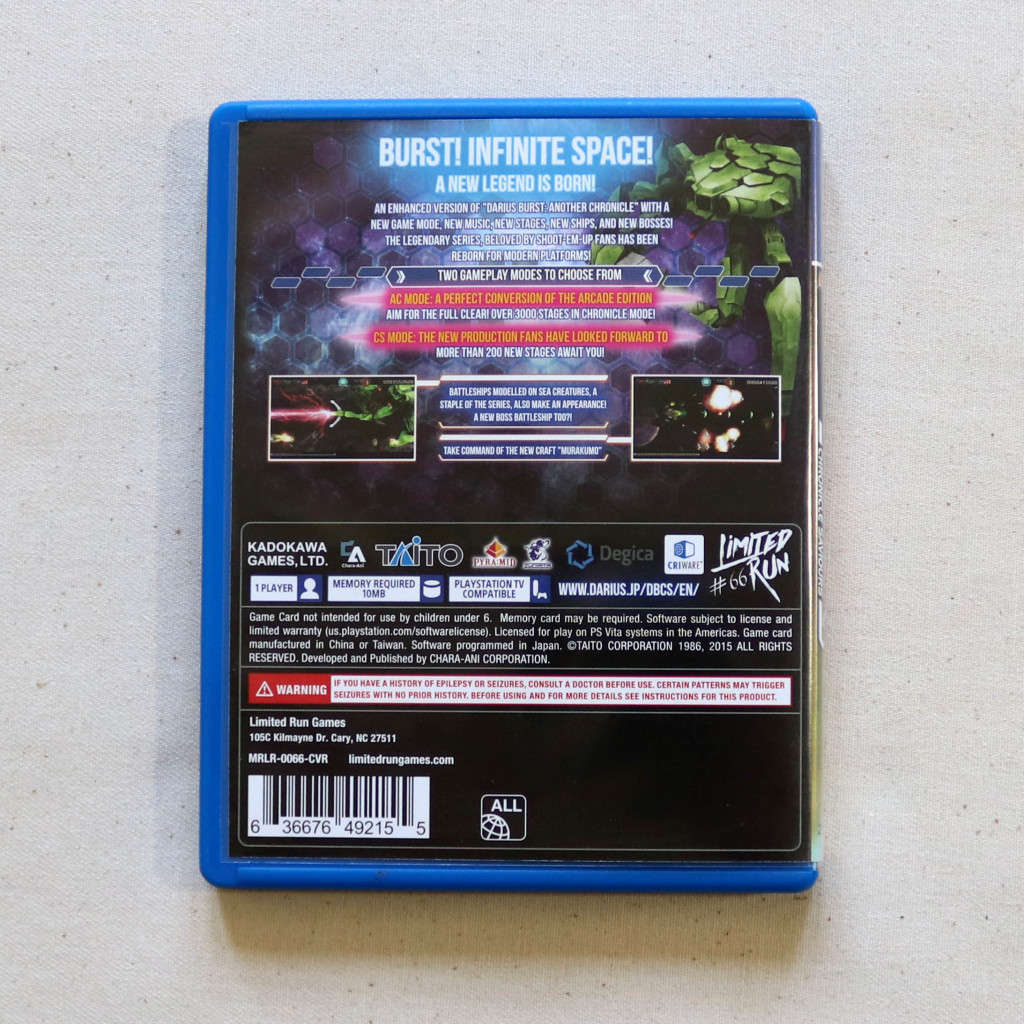 BURST! INFINITE SPACE!
A NEW LEGEND IS BORN!
AN ENHANCED VERSION OF "DARIUS BURST: ANOTHER CHRONICLE" WITH A
NEW GAME MODE, NEW MUSIC, NEW STAGES, NEW SHIPS, AND NEW BOSSES!
THE LEGENDARY SERIES, BELOVED BY SHOOT-EM-UP FANS HAS BEEN
REBORN FOR MODERN PLATFORMS!
TWO GAMEPLAY MODES TO CHOOSE FROM
AC MODE: A PERFECT CONVERSION OF THE ARCADE EDITION
AIM FOR THE FULL CLEAR! OVER 3000 STAGES IN CHRONICLE MODE!
CS MODE: THE NEW PRODUCTION FANS HAVE LOOKED FORWARD TO
MORE THAN 200 NEW STAGES AWAIT YOU!
BATTLESHIPS MODELLED ON SEA CREATURES, A
STAPLE OF THE SERIES, ALSO MAKE AN APPEARANCE!
A NEW BOSS BATTLESHIP TOO?!
TAKE COMMAND OF THE NEW CRAFT "MURAKUMO"
KADOKAWA
GAMES, LTD.
CA
Chara-Ani
TAITO
PYRAMID
Degica
CRIWARE
LIMITED
RUN
#66
1 PLAYER
MEMORY REQUIRED
10MB
PLAYSTATION TV
COMPATIBLE
WWW.DARIUS.JP/DBCS/EN/
Game Card not intended for use by children under 6. Memory card may be required. Software subject to license and
limited warranty (us.playstation.com/softwarelicense). Licensed for play on PS Vita systems in the Americas. Game card
manufactured in China or Taiwan. Software programmed in Japan. ©TAITO CORPORATION 1986, 2015 ALL RIGHTS
RESERVED. Developed and Published by CHARA-ANI CORPORATION.
WARNING
IF YOU HAVE A HISTORY OF EPILEPSY OR SEIZURES, CONSULT A DOCTOR BEFORE USE. CERTAIN PATTERNS MAY TRIGGER
SEIZURES WITH NO PRIOR HISTORY. BEFORE USING AND FOR MORE DETAILS SEE INSTRUCTIONS FOR THIS PRODUCT.
Limited Run Games
105C Kilmayne Dr. Cary, NC 27511
MRLR-0066-CVR limitedrungames.com
6 36676 49215 5
ALL